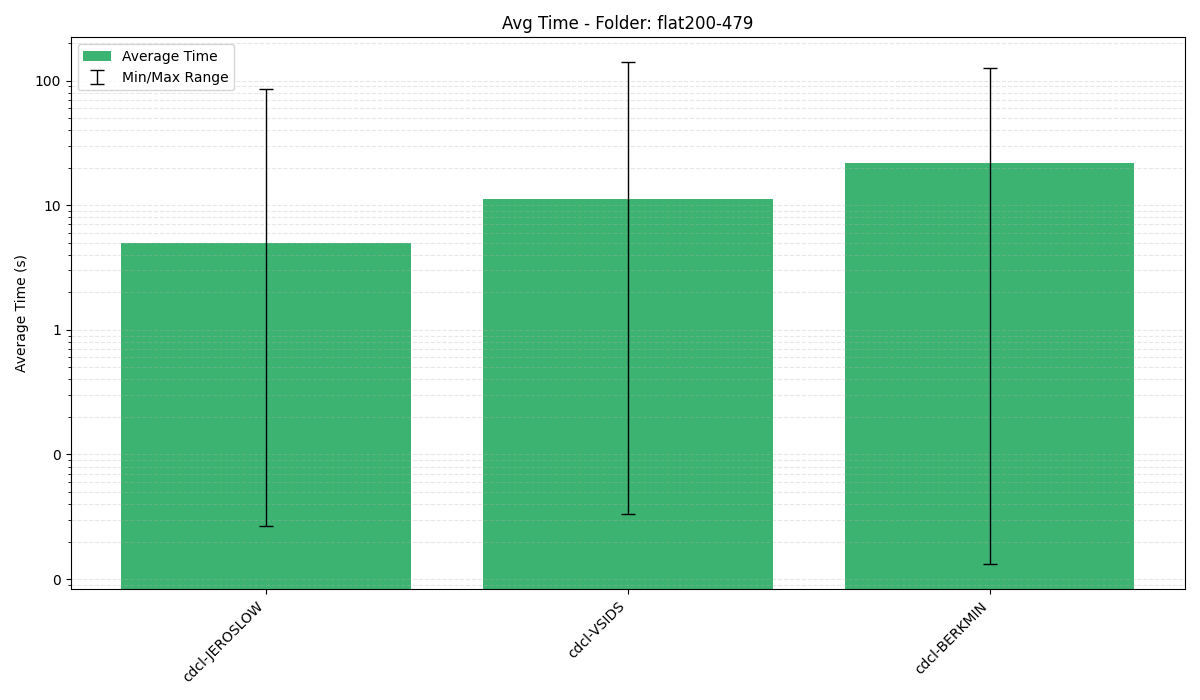 Avg Time - Folder: flat200-479
Average Time
Min/Max Range
Average Time (s)
100
10
1
0
0
cdcl-JEROSLOW
cdcl-VSIDS
cdcl-BERKMIN